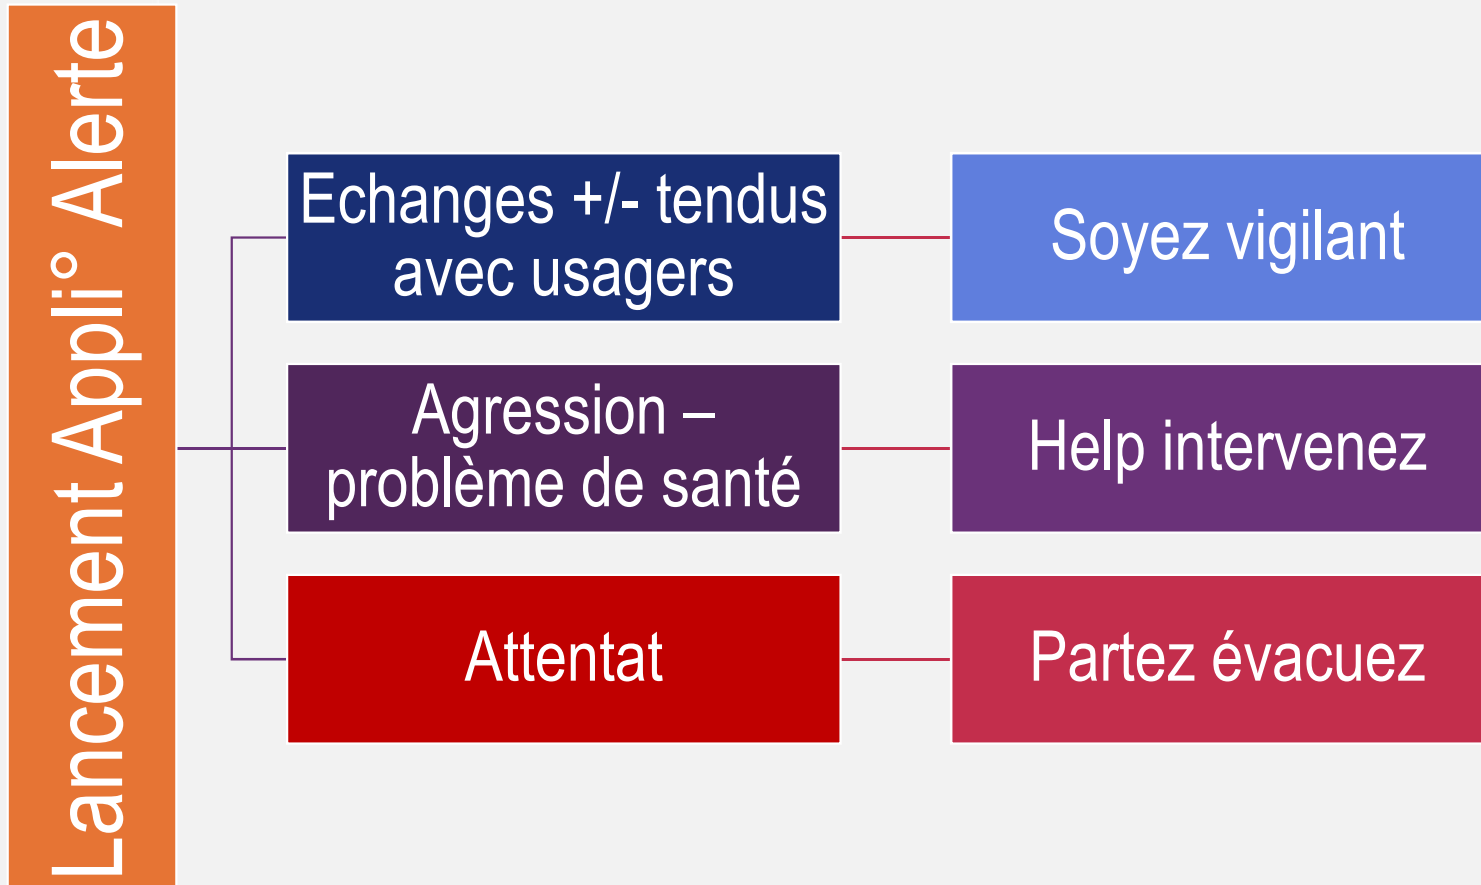 Lancement Appli° Alerte
Echanges +/- tendus
avec usagers
Soyez vigilant
Agression –
problème de santé
Help intervenez
Attentat
Partez évacuez